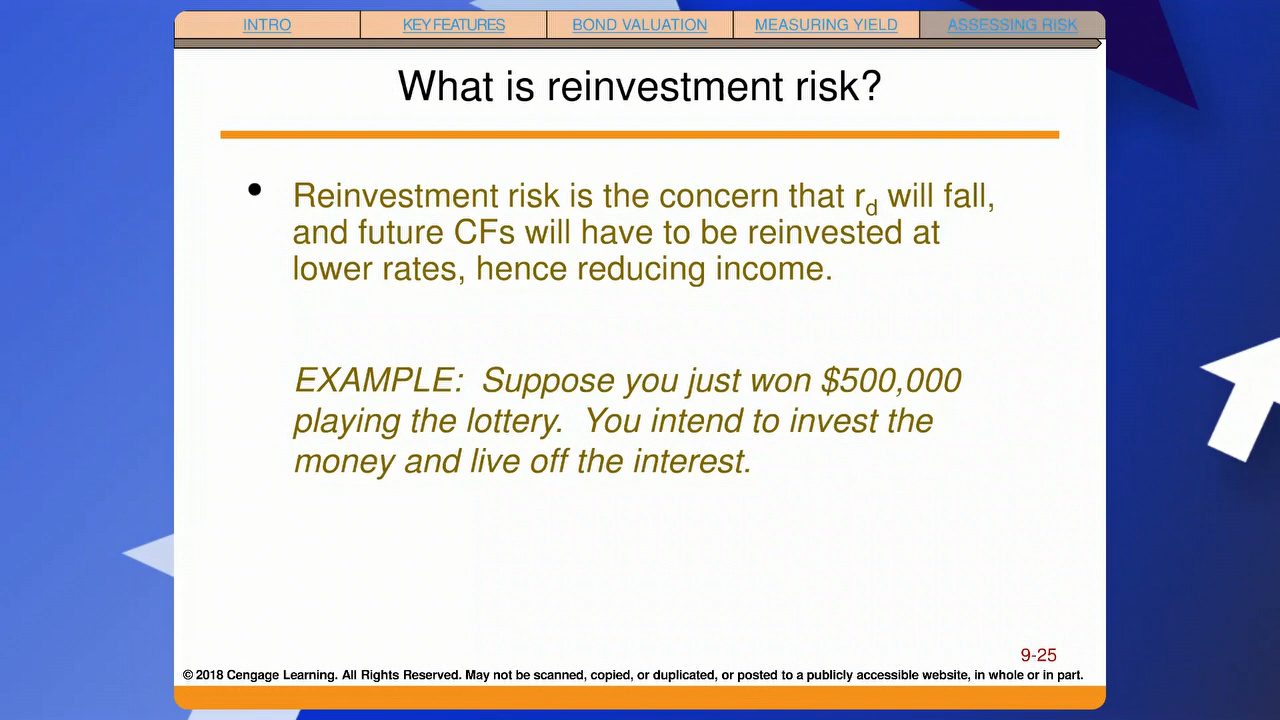 INTRO KEY FEATURES BOND VALUATION MEASURING YIELD ASSESSING RISK
What is reinvestment risk?
• Reinvestment risk is the concern that rd will fall,
and future CFs will have to be reinvested at
lower rates, hence reducing income.
EXAMPLE: Suppose you just won $500,000
playing the lottery. You intend to invest the
money and live off the interest.
9-25
© 2018 Cengage Learning. All Rights Reserved. May not be scanned, copied, or duplicated, or posted to a publicly accessible website, in whole or in part.